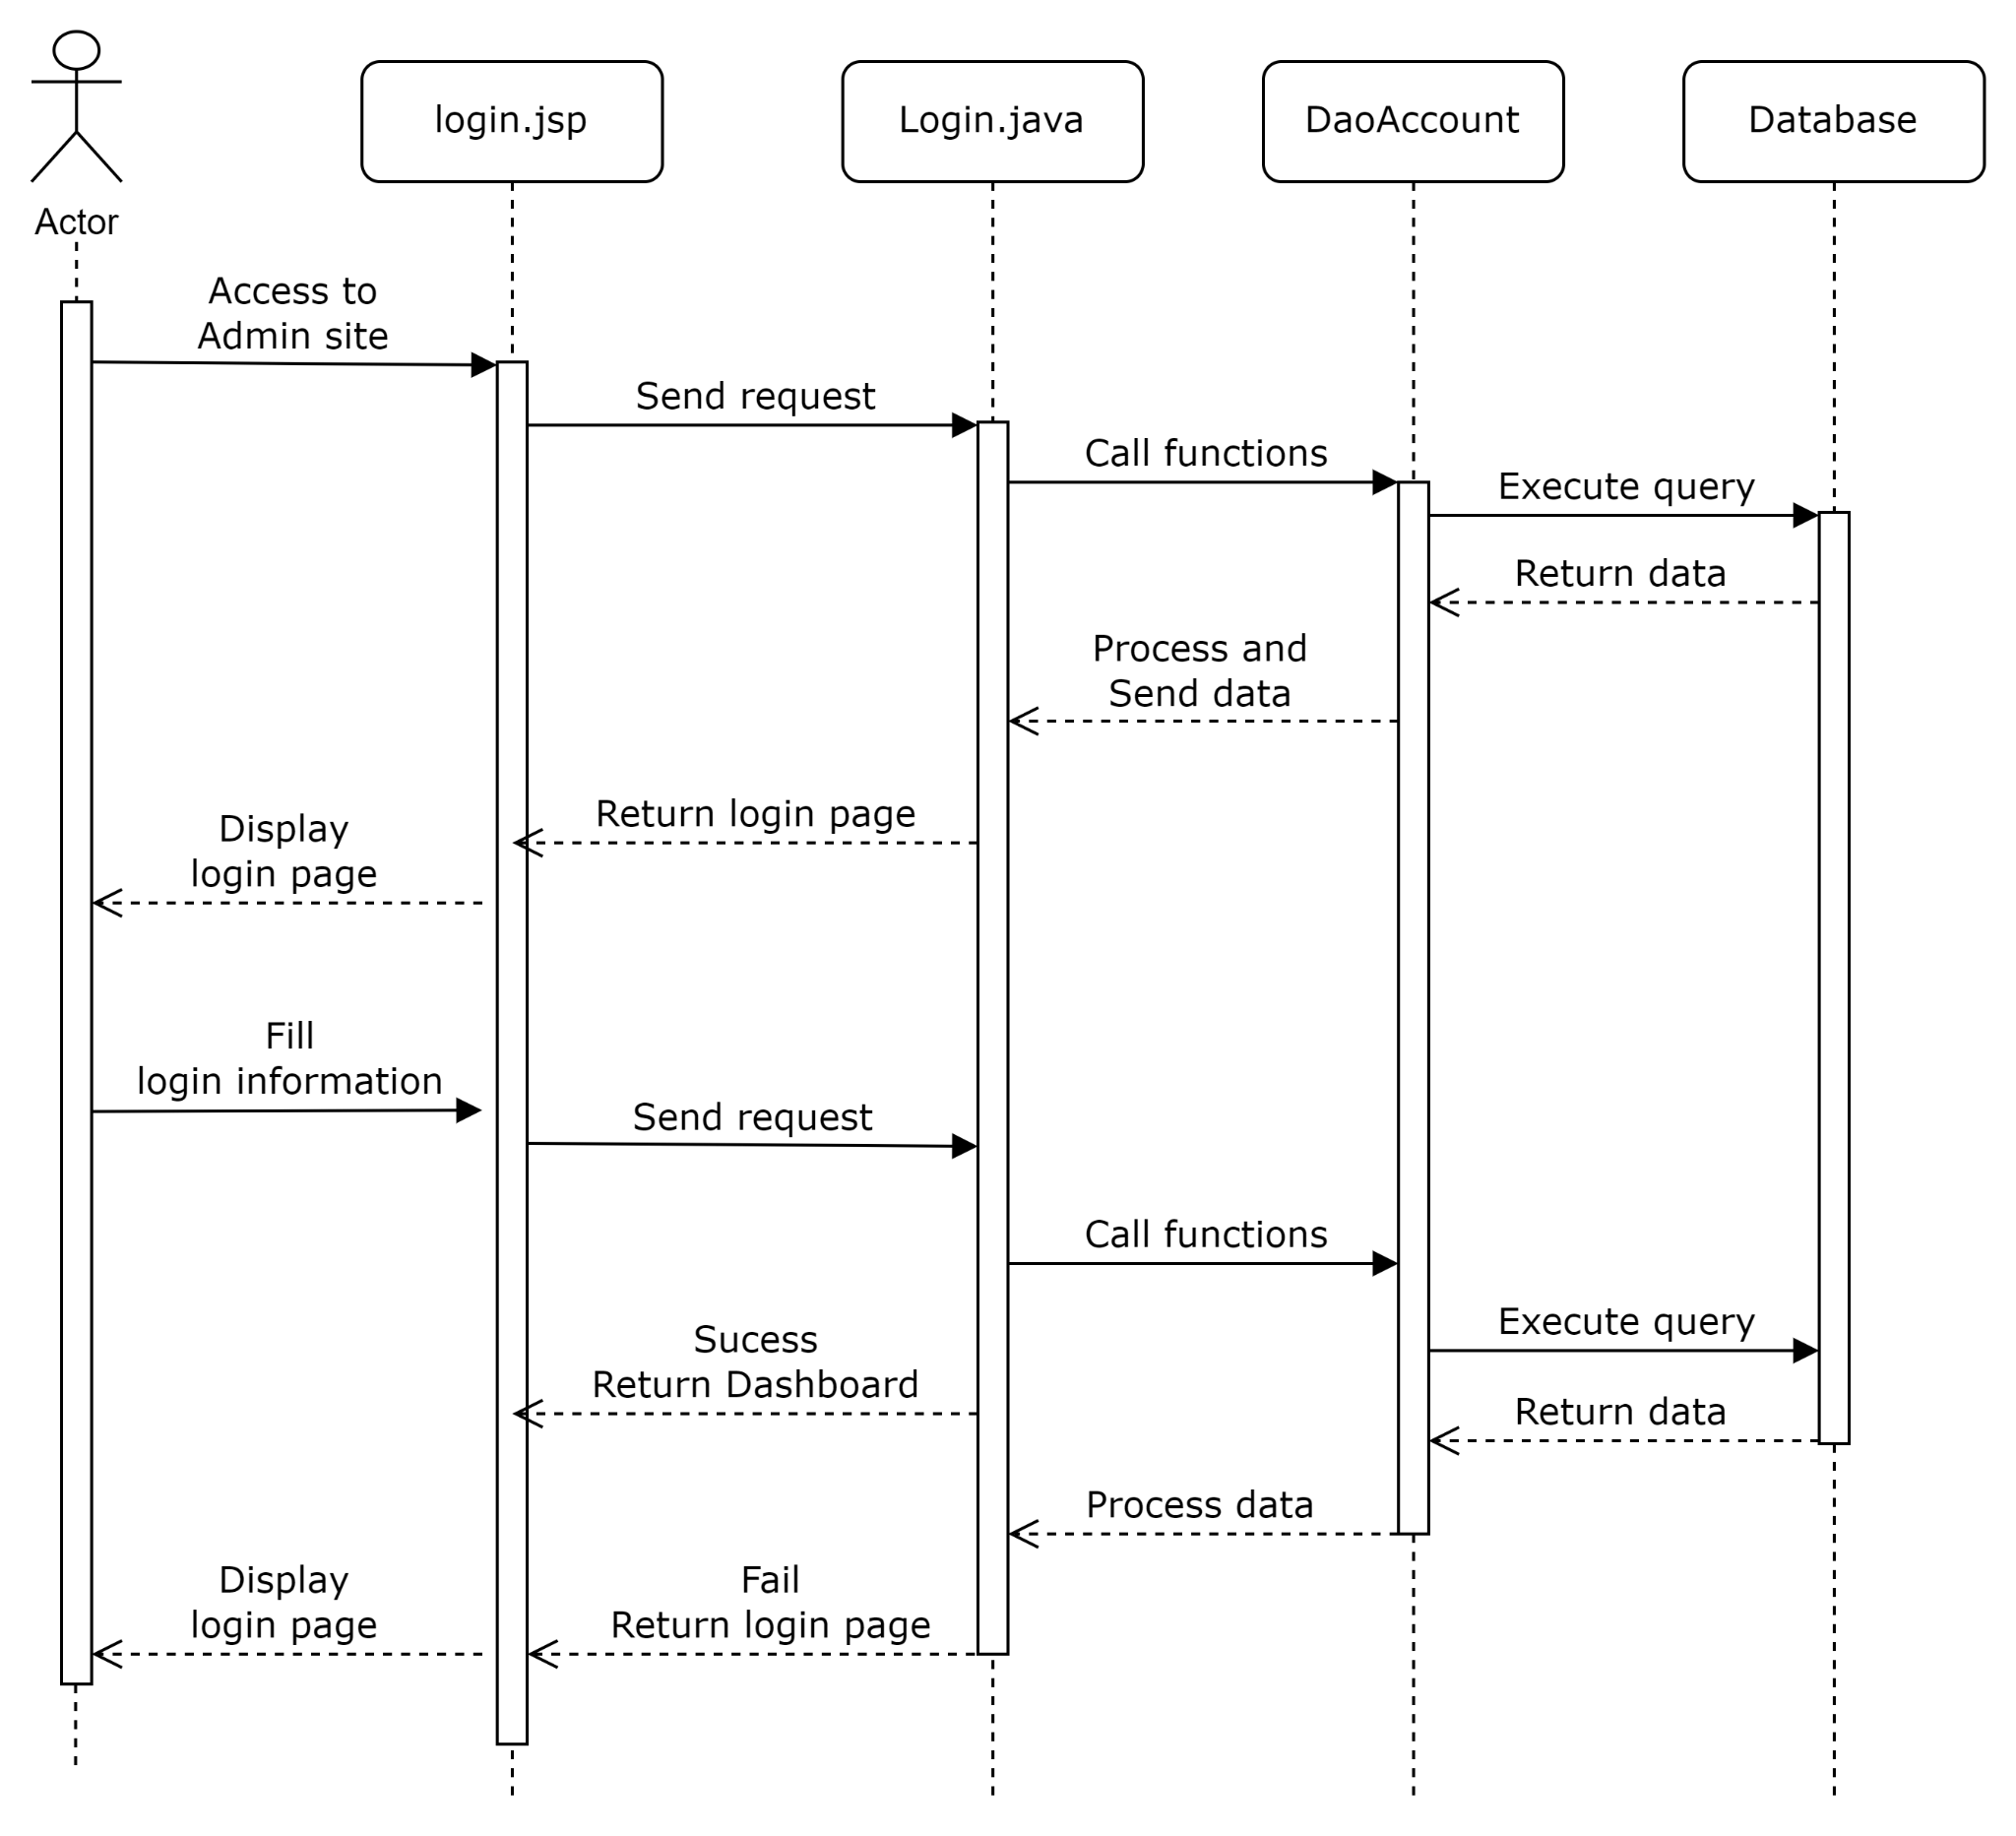 login.jsp
Login.java
DaoAccount
Database
Actor
Access to
Admin site
Send request
Call functions
Execute query
Return data
Process and
Send data
Return login page
Display
login page
Fill
login information
Send request
Call functions
Execute query
Sucess
Return Dashboard
Return data
Process data
Display
login page
Fail
Return login page